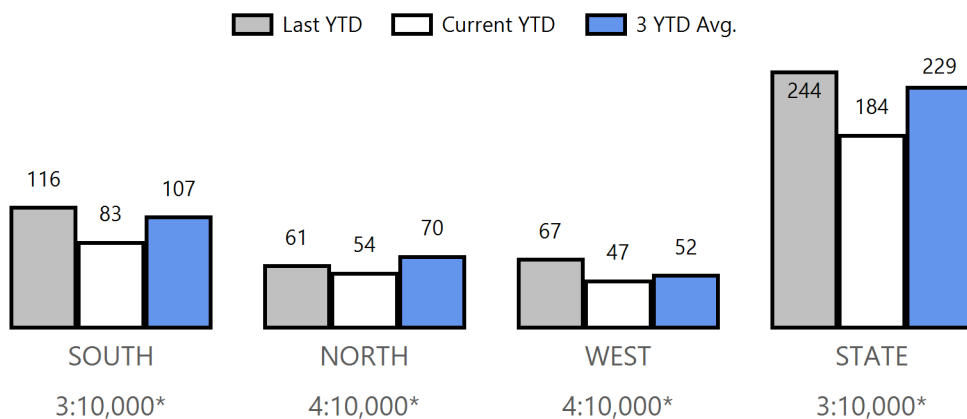 Last YTD Current YTD 3 YTD Avg.
116 83 107 61 54 70 67 47 52 244 184 229
SOUTH NORTH WEST STATE
3:10,000* 4:10,000* 4:10,000* 3:10,000*